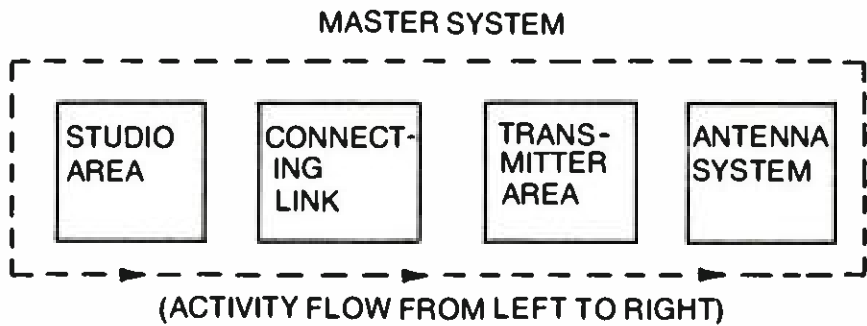 MASTER SYSTEM
STUDIO
AREA
CONNECT-
ING
LINK
TRANS-
MITTER
AREA
ANTENNA
SYSTEM
(ACTIVITY FLOW FROM LEFT TO RIGHT)